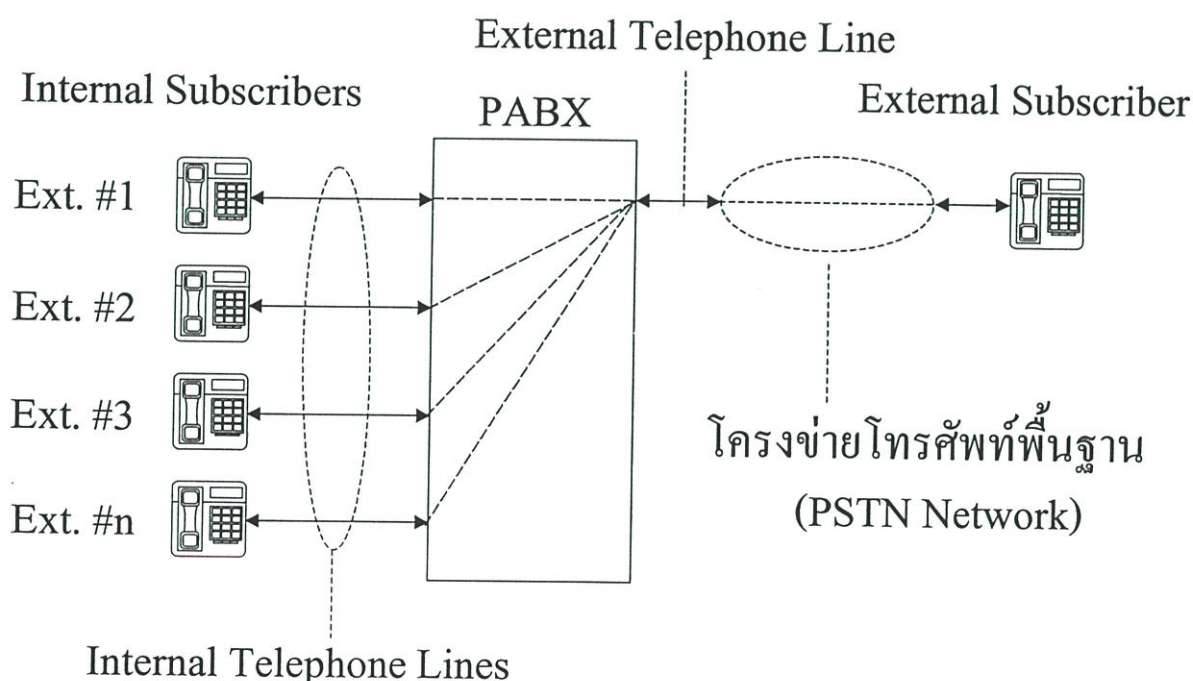 External Telephone Line
Internal Subscribers
External Subscriber
PABX
Ext. #1
Ext. #2
Ext. #3
Ext. #n
โครงข่ายโทรศัพท์พื้นฐาน
(PSTN Network)
Internal Telephone Lines